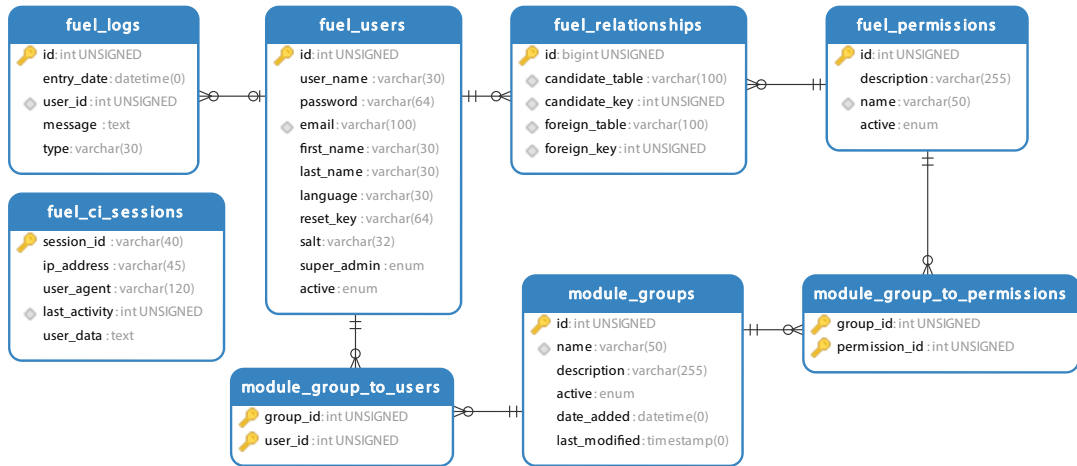 fuel_logs
id: int UNSIGNED
entry_date : datetime(0)
user_id : int UNSIGNED
message : text
type: varchar(30)
fuel_users
id: int UNSIGNED
user_name : varchar(30)
password : varchar(64)
email : varchar(100)
first_name : varchar(30)
last_name : varchar(30)
language : varchar(30)
reset_key : varchar(64)
salt : varchar(32)
super_admin : enum
active : enum
fuel_relationships
id: bigint UNSIGNED
candidate_table : varchar(100)
candidate_key : int UNSIGNED
foreign_table : varchar(100)
foreign_key : int UNSIGNED
fuel_permissions
id: int UNSIGNED
description : varchar(255)
name : varchar(50)
active : enum
fuel_ci_sessions
session_id : varchar(40)
ip_address : varchar(45)
user_agent : varchar(120)
last_activity : int UNSIGNED
user_data : text
module_groups
id: int UNSIGNED
name : varchar(50)
description : varchar(255)
active : enum
date_added : datetime(0)
last_modified : timestamp(0)
module_group_to_permissions
group_id: int UNSIGNED
permission_id : int UNSIGNED
module_group_to_users
group_id: int UNSIGNED
user_id : int UNSIGNED